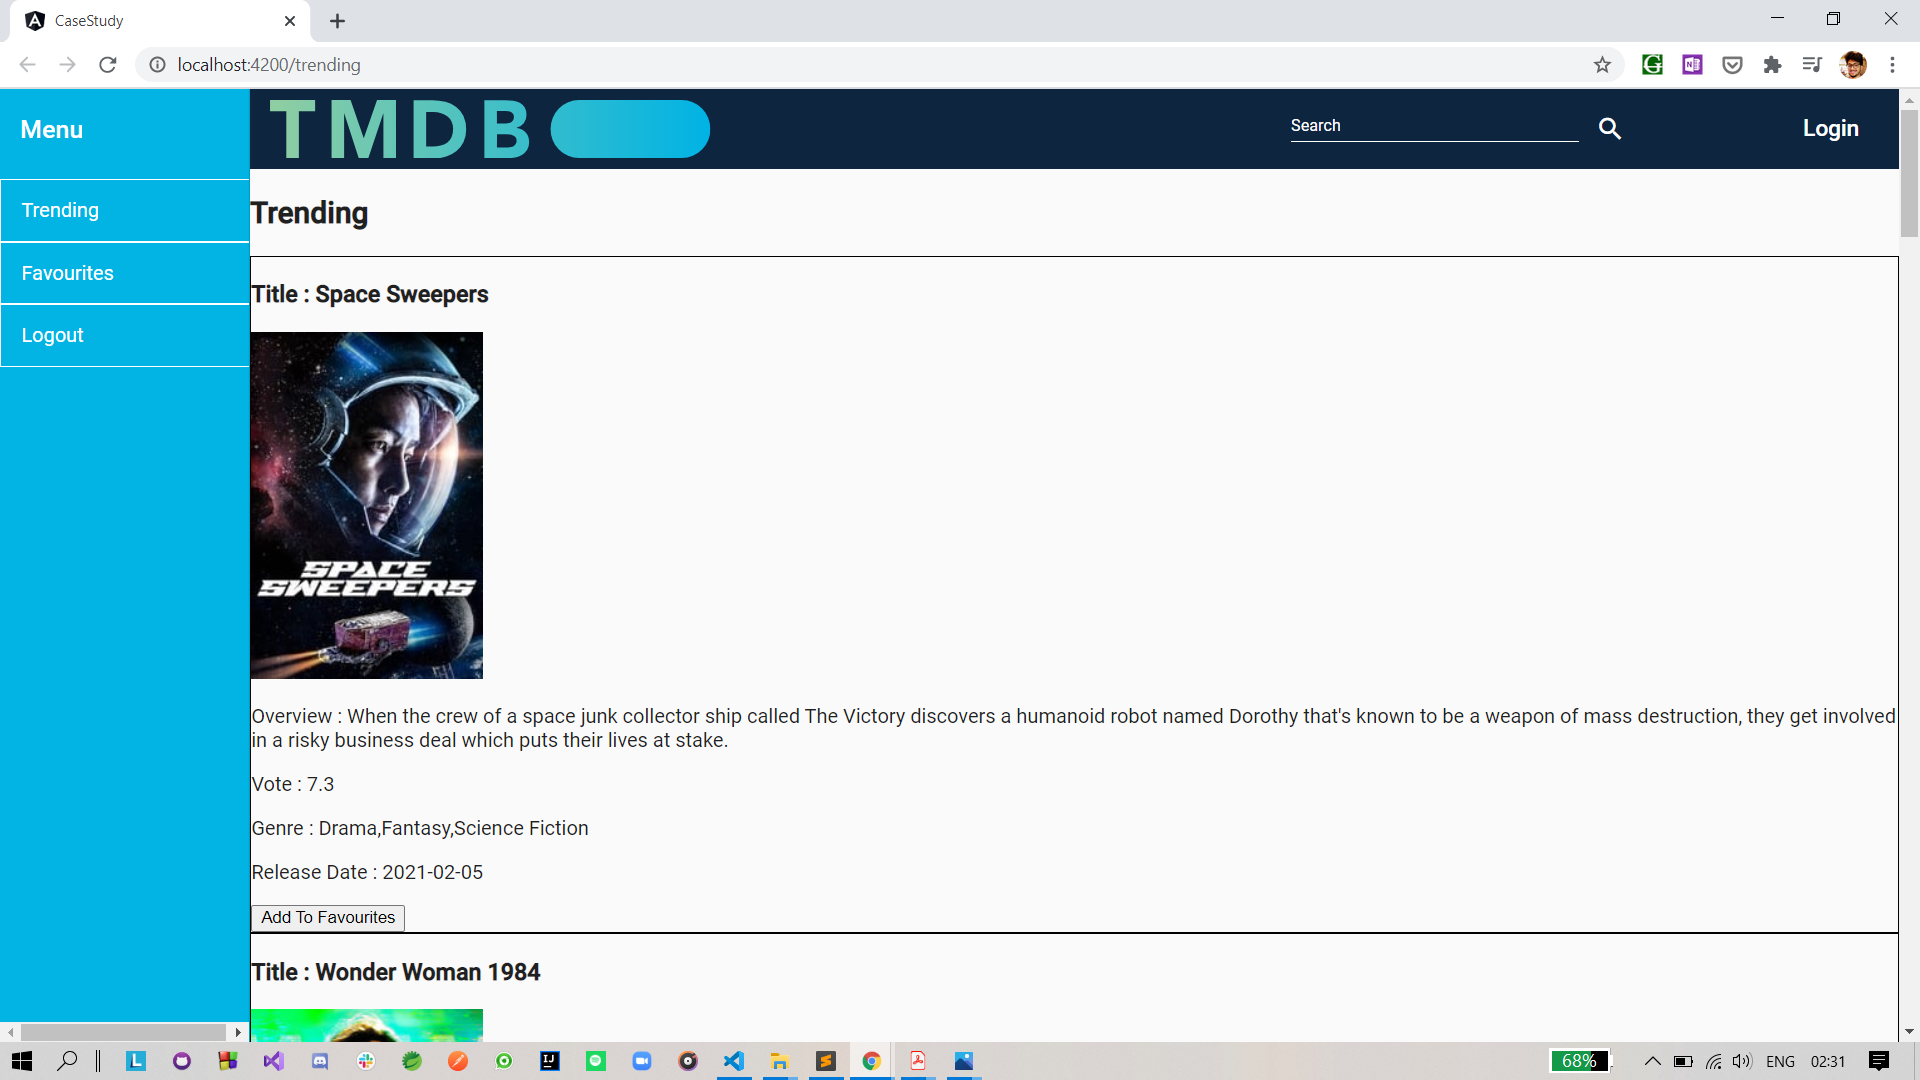 CaseStudy
localhost:4200/trending
Menu
TMDB
Search
Login
Trending
Favourites
Logout
Trending
Title : Space Sweepers
SPACE
SWEEPERS
Overview : When the crew of a space junk collector ship called The Victory discovers a humanoid robot named Dorothy that's known to be a weapon of mass destruction, they get involved
in a risky business deal which puts their lives at stake.
Vote : 7.3
Genre : Drama,Fantasy,Science Fiction
Release Date : 2021-02-05
Add To Favourites
Title : Wonder Woman 1984
68%
ENG
02:31